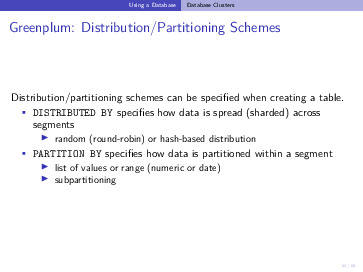 Using a Database Database Clusters
Greenplum: Distribution/Partitioning Schemes
Distribution/partitioning schemes can be specified when creating a table.
• DISTRIBUTED BY specifies how data is spread (sharded) across
segments
▶ random (round-robin) or hash-based distribution
• PARTITION BY specifies how data is partitioned within a segment
▶ list of values or range (numeric or date)
▶ subpartitioning